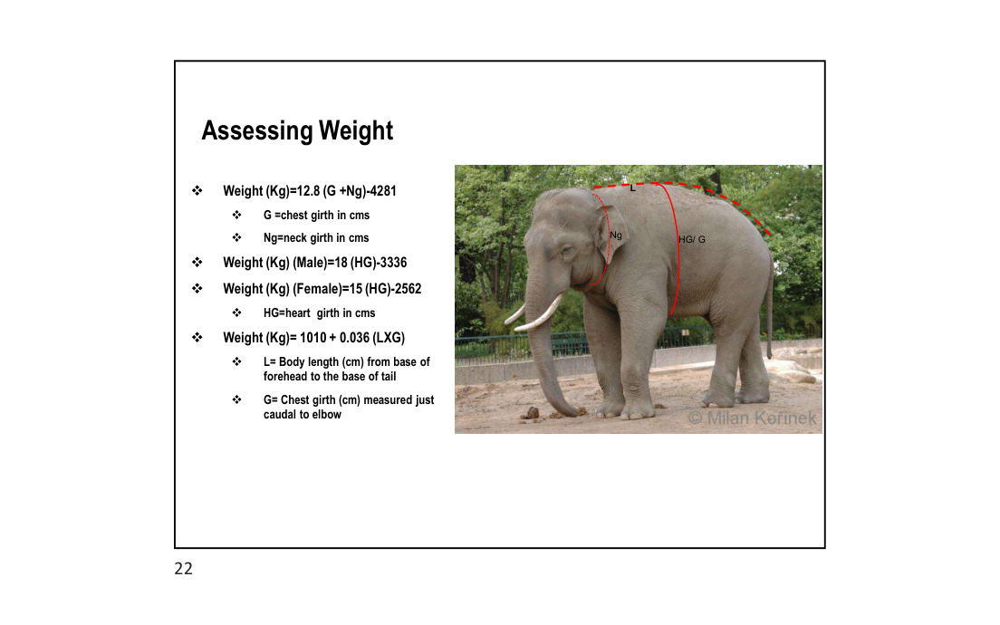 Assessing Weight
❖ Weight (Kg)=12.8 (G +Ng)-4281
❖ G =chest girth in cms
❖ Ng=neck girth in cms
❖ Weight (Kg) (Male)=18 (HG)-3336
❖ Weight (Kg) (Female)=15 (HG)-2562
❖ HG=heart  girth in cms
❖ Weight (Kg)= 1010 + 0.036 (LXG)
❖ L= Body length (cm) from base of
forehead to the base of tail
❖ G= Chest girth (cm) measured just
caudal to elbow
L
Ng
HG/ G
© Milan Kořínek
22